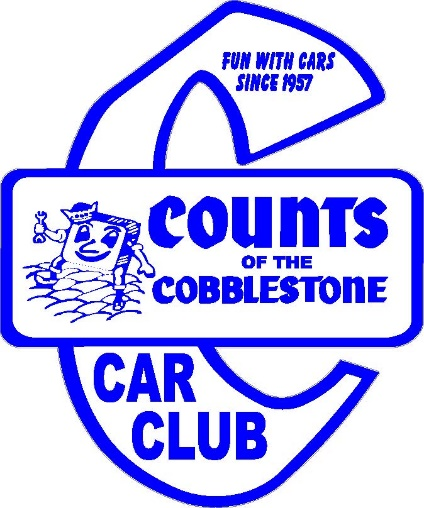 FUN WITH CARS
SINCE 1957
COUNTS
OF THE
COBBLESTONE
CAR
CLUB